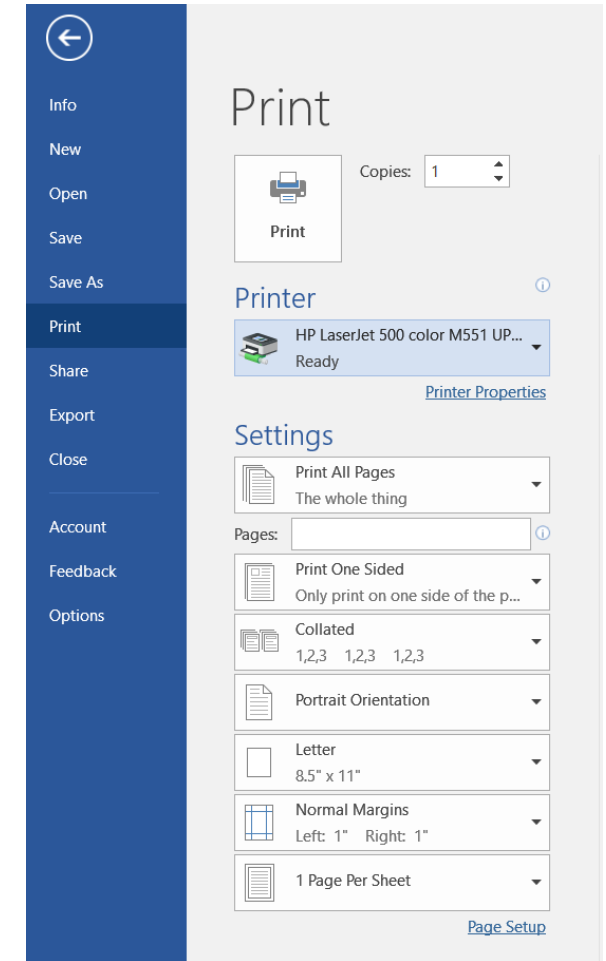 Info
New
Open
Save
Save As
Print
Share
Export
Close
Account
Feedback
Options
Print
Copies: 1
Print
Printer
HP LaserJet 500 color M551 UP...
Ready
Printer Properties
Settings
Print All Pages
The whole thing
Pages:
Print One Sided
Only print on one side of the p...
Collated
1,2,3 1,2,3 1,2,3
Portrait Orientation
Letter
8.5" x 11"
Normal Margins
Left: 1" Right: 1"
1 Page Per Sheet
Page Setup